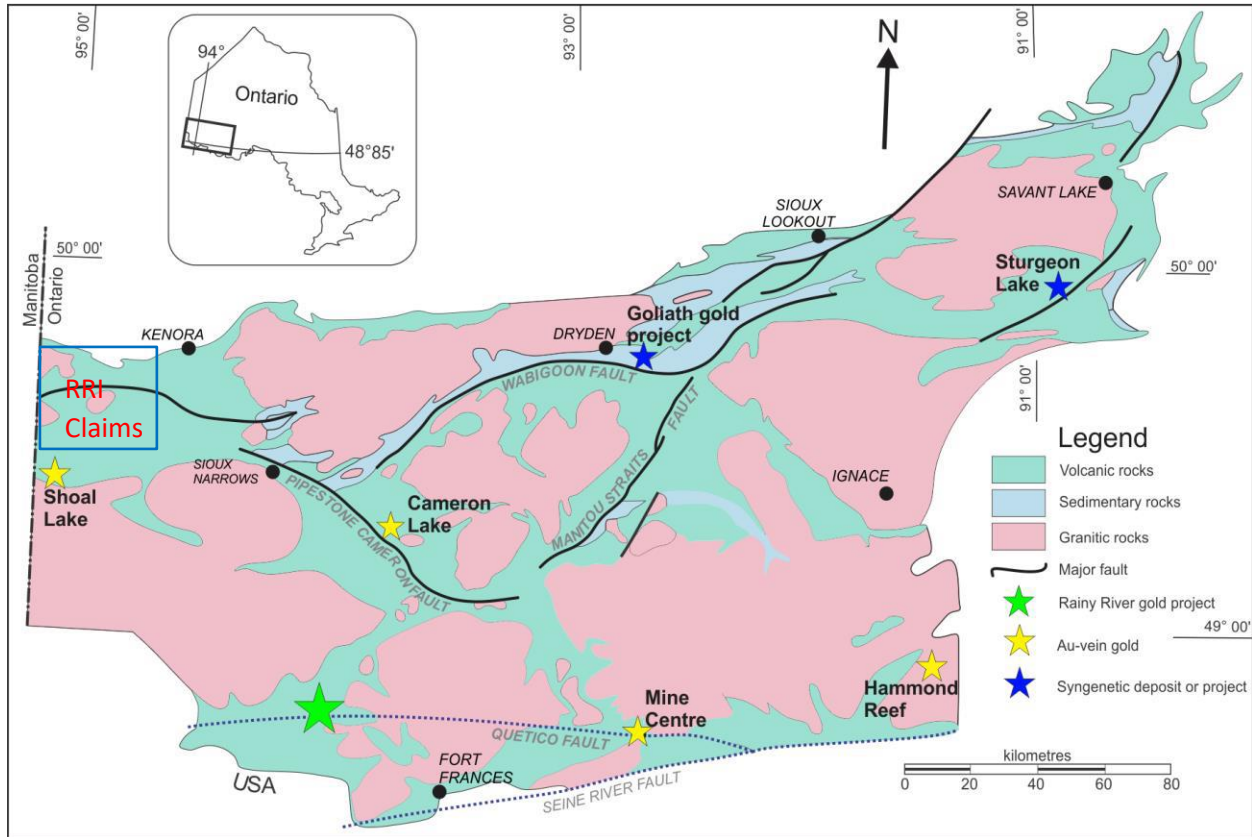 95° 00'
93° 00'
91° 00'
N
94°
Ontario
48°85'
SAVANT LAKE
SIOUX
LOOKOUT
Manitoba
Ontario
50° 00'
50° 00'
Sturgeon
Lake
KENORA
DRYDEN
Goliath gold
project
WABIGOON FAULT
RRI
Claims
91° 00'
MANITOU STRAITS
FAULT
SIOUX
NARROWS
IGNACE
Shoal
Lake
Cameron
Lake
PIPESTONE CAMERON FAULT
Legend
Volcanic rocks
Sedimentary rocks
Granitic rocks
Major fault
Rainy River gold project
Au-vein gold
Syngenetic deposit or project
49° 00'
Hammond
Reef
Mine
Centre
QUETICO FAULT
FORT
FRANCES
USA
SEINE RIVER FAULT
kilometres
0 20 40 60 80